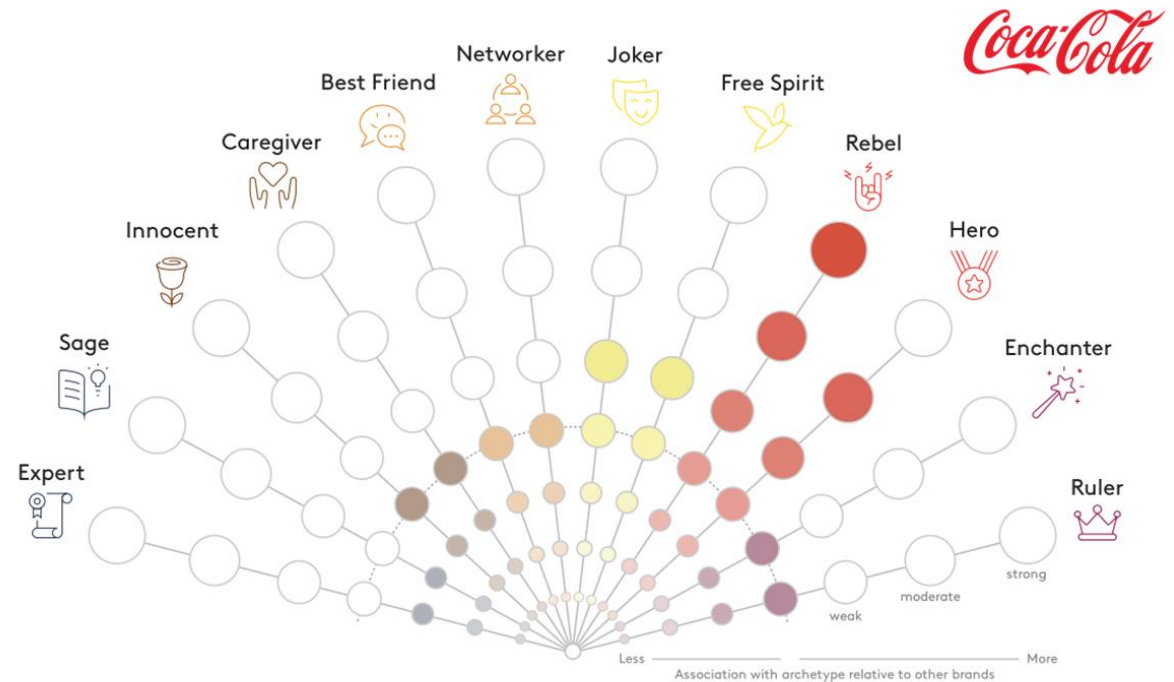 Coca-Cola
Networker
Joker
Best Friend
Free Spirit
Caregiver
Rebel
Innocent
Hero
Sage
Enchanter
Expert
Ruler
strong
moderate
weak
Less
More
Association with archetype relative to other brands